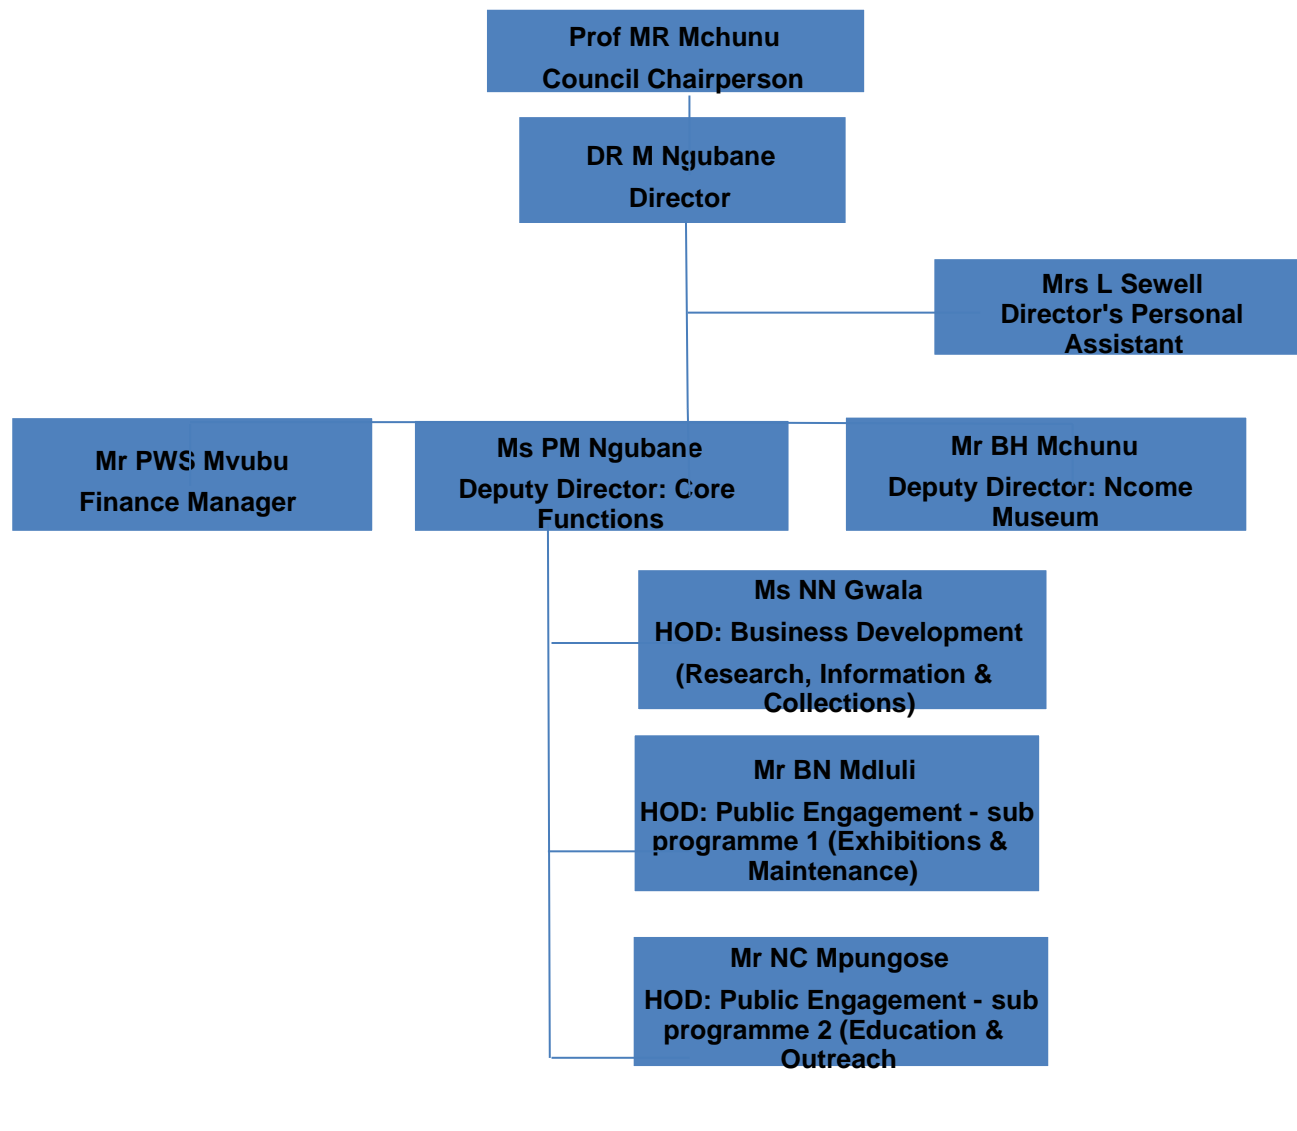 Prof MR Mchunu
Council Chairperson
DR M Ngubane
Director
Mrs L Sewell
Director's Personal
Assistant
Mr PWS Mvubu
Finance Manager
Ms PM Ngubane
Deputy Director: Core
Functions
Mr BH Mchunu
Deputy Director: Ncome
Museum
Ms NN Gwala
HOD: Business Development
(Research, Information &
Collections)
Mr BN Mdluli
HOD: Public Engagement - sub
programme 1 (Exhibitions &
Maintenance)
Mr NC Mpungose
HOD: Public Engagement - sub
programme 2 (Education &
Outreach